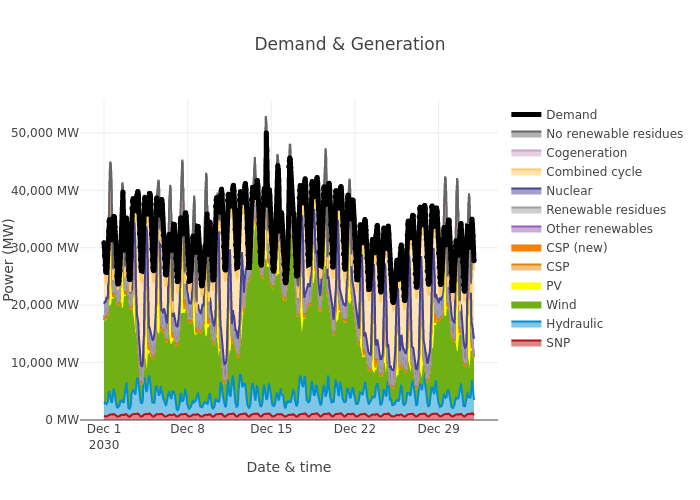 Demand & Generation
50,000 MW
40,000 MW
30,000 MW
20,000 MW
10,000 MW
0 MW
Power (MW)
Dec 1
2030
Dec 8
Dec 15
Dec 22
Dec 29
Date & time
Demand
No renewable residues
Cogeneration
Combined cycle
Nuclear
Renewable residues
Other renewables
CSP (new)
CSP
PV
Wind
Hydraulic
SNP